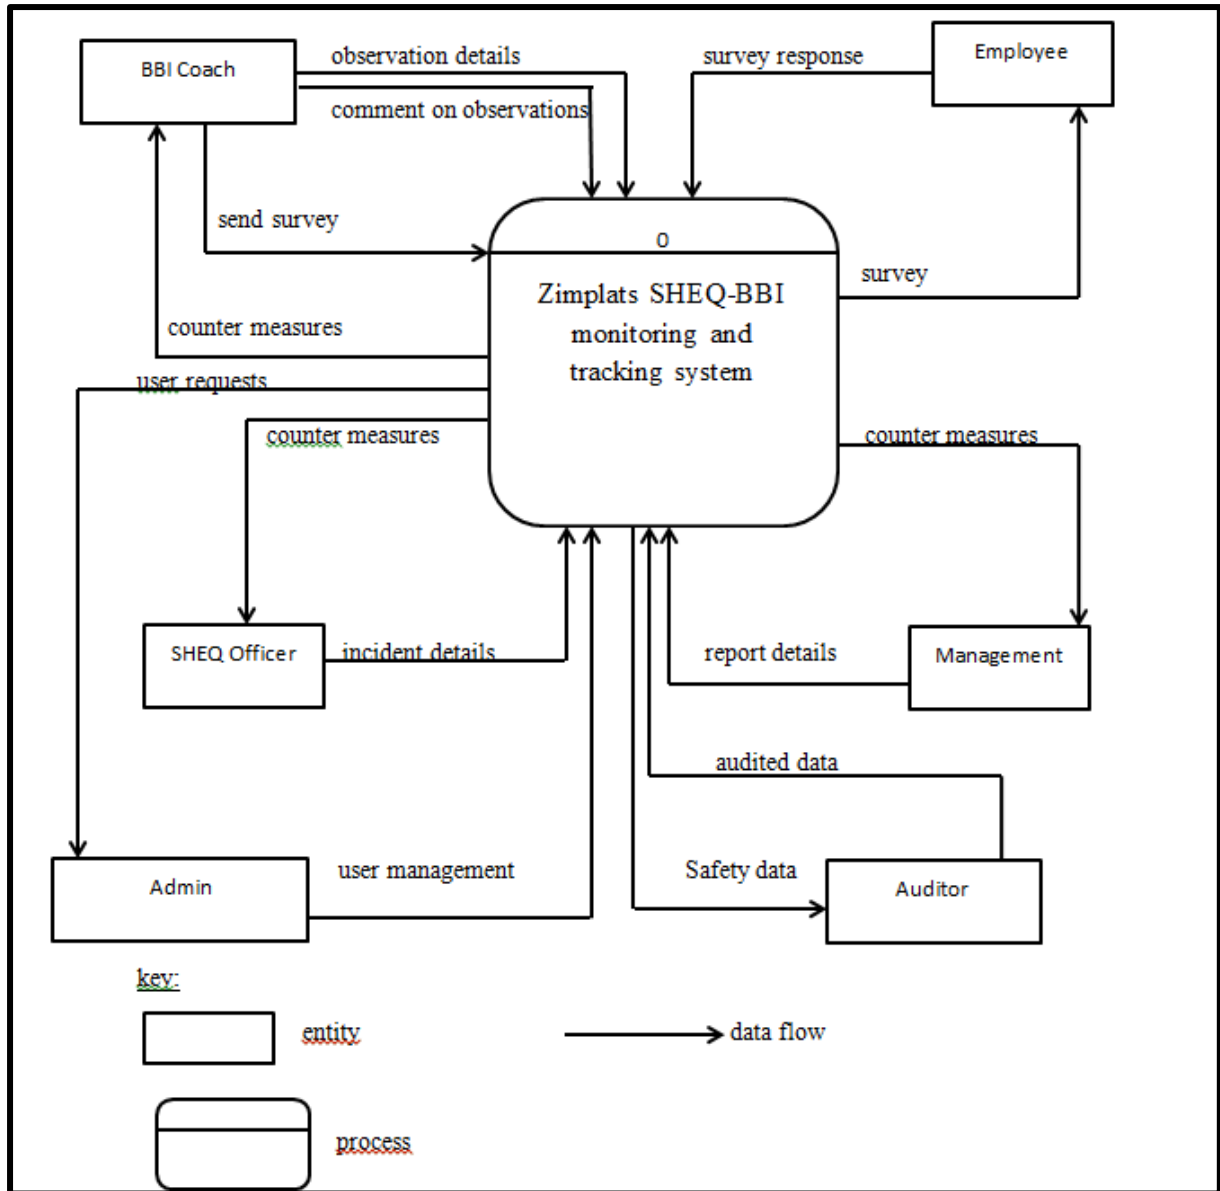 BBI Coach
observation details
comment on observations
survey response
Employee
send survey
0
Zimplats SHEQ-BBI
monitoring and
tracking system
survey
counter measures
user requests
counter measures
counter measures
SHEQ Officer
incident details
report details
Management
audited data
Admin
user management
Safety data
Auditor
key:
entity
data flow
process